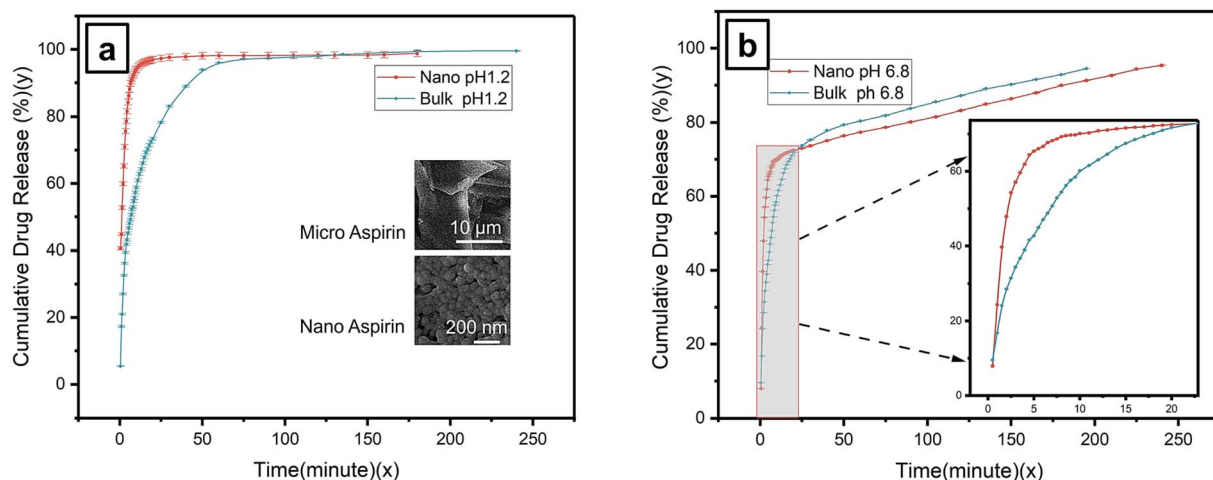 a
Cumulative Drug Release (%)(y)
100
80
60
40
20
0
Nano pH1.2
Bulk pH1.2
Micro Aspirin
10 µm
Nano Aspirin
200 nm
0 50 100 150 200 250
Time(minute)(x)
b
Cumulative Drug Release (%)(y)
100
80
60
40
20
0
Nano pH 6.8
Bulk ph 6.8
60
40
20
0
0 5 10 15 20
0 50 100 150 200 250
Time(minute)(x)